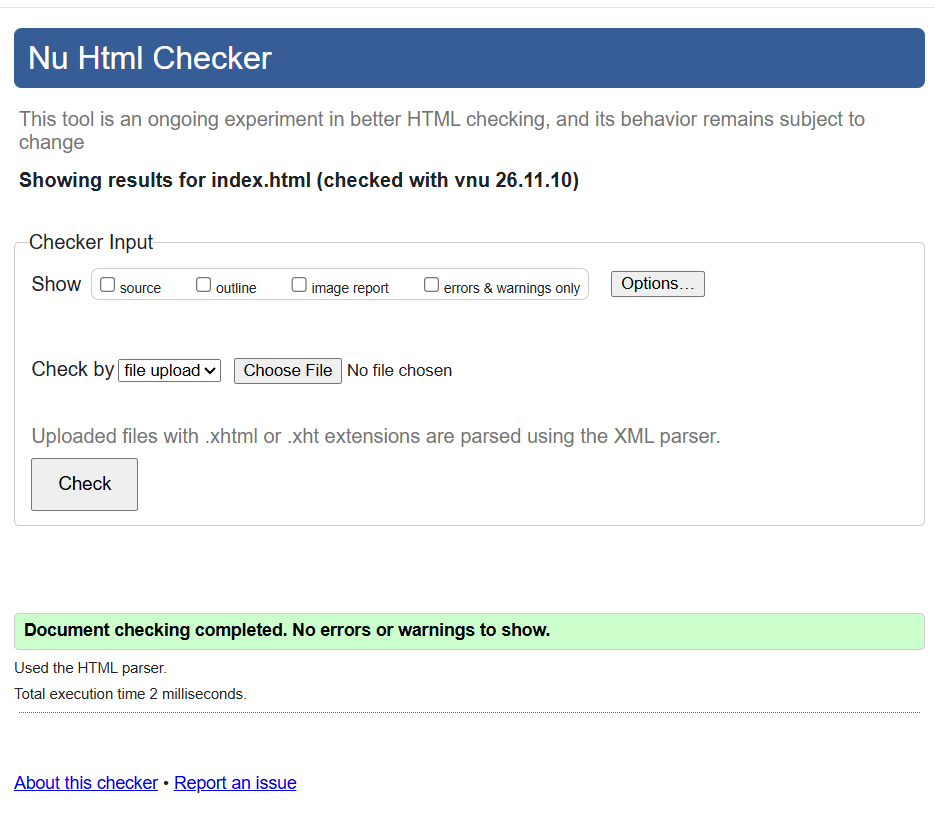 Nu Html Checker
This tool is an ongoing experiment in better HTML checking, and its behavior remains subject to
change
Showing results for index.html (checked with vnu 26.11.10)
Checker Input
Show source outline image report errors & warnings only Options…
Check by file upload Choose File No file chosen
Uploaded files with .xhtml or .xht extensions are parsed using the XML parser.
Check
Document checking completed. No errors or warnings to show.
Used the HTML parser.
Total execution time 2 milliseconds.
About this checker • Report an issue